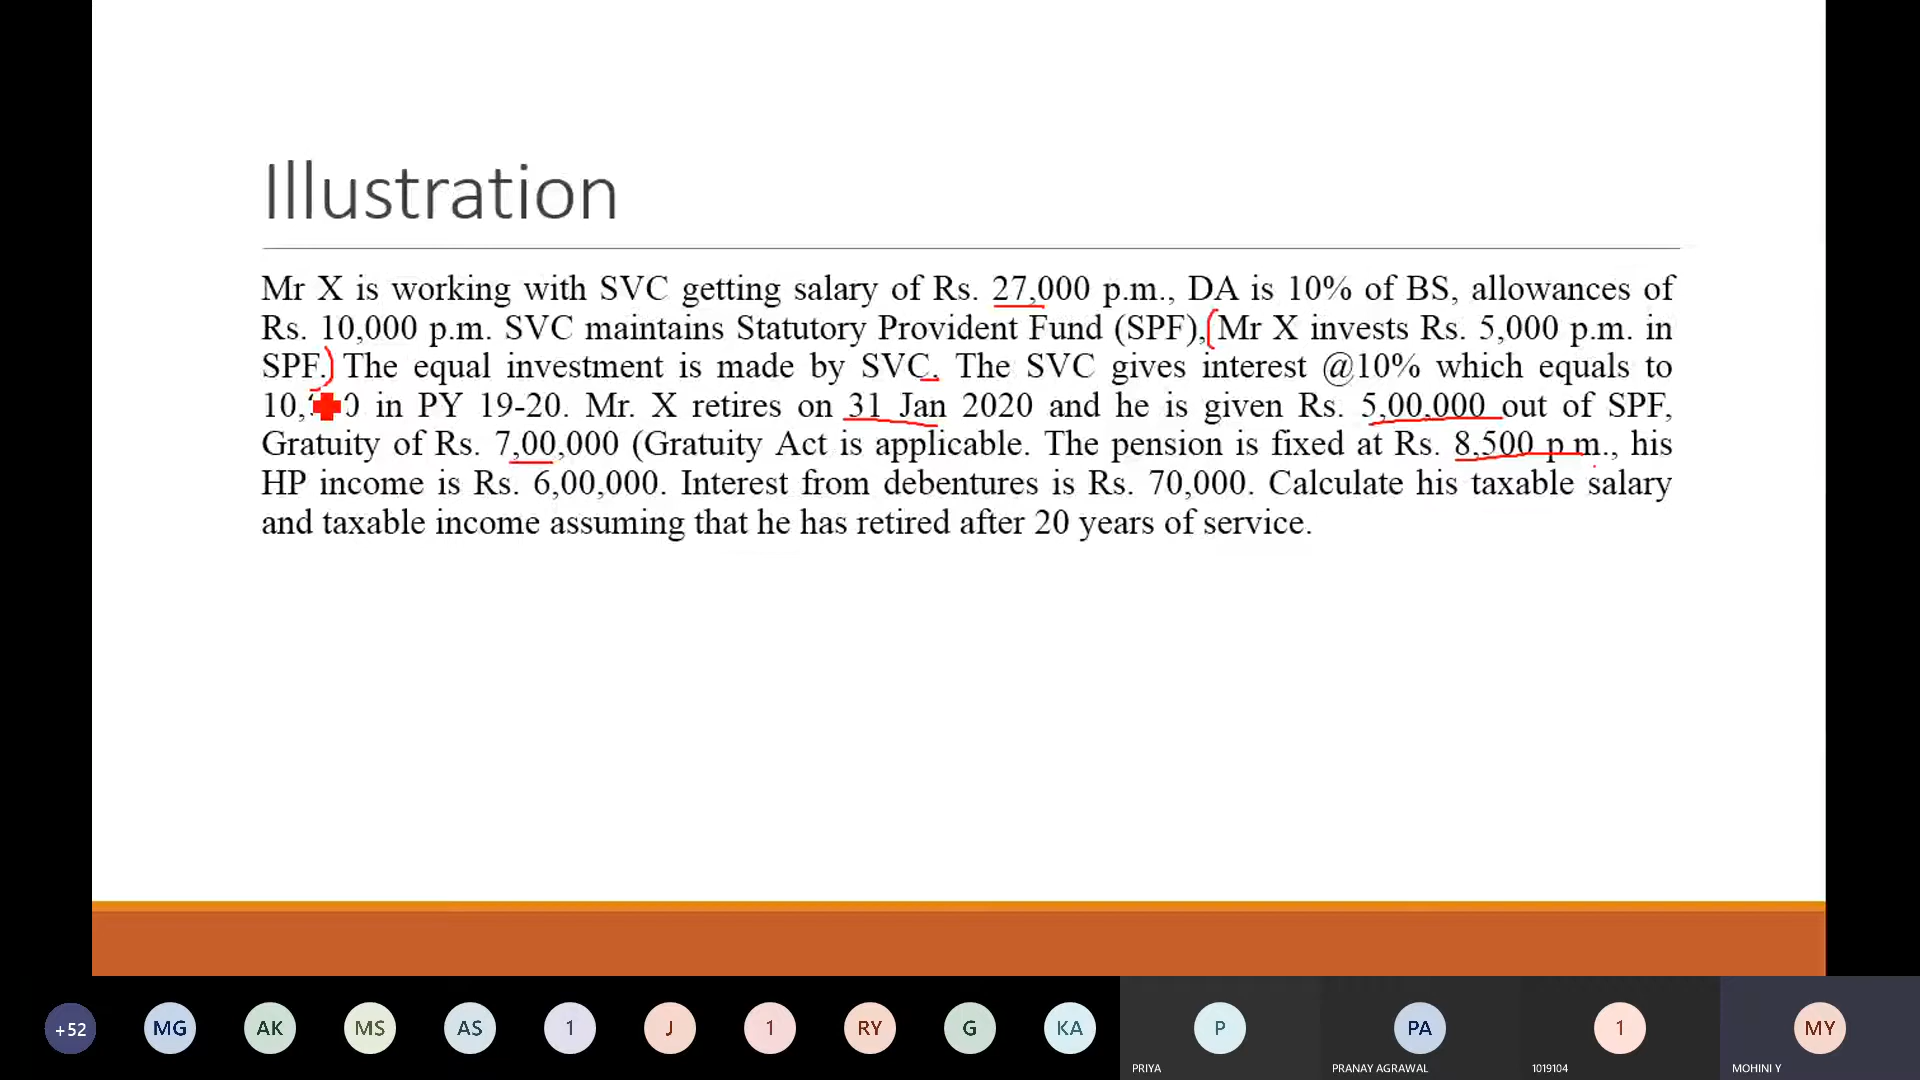 Illustration
Mr X is working with SVC getting salary of Rs. 27,000 p.m., DA is 10% of BS, allowances of
Rs. 10,000 p.m. SVC maintains Statutory Provident Fund (SPF), Mr X invests Rs. 5,000 p.m. in
SPF. The equal investment is made by SVC. The SVC gives interest @10% which equals to
in PY 19-20. Mr. X retires on 31 Jan 2020 and he is given Rs. 5,00,000 out of SPF,
Gratuity of Rs. 7,00,000 (Gratuity Act is applicable. The pension is fixed at Rs. 8,500 p.m., his
HP income is Rs. 6,00,000. Interest from debentures is Rs. 70,000. Calculate his taxable salary
and taxable income assuming that he has retired after 20 years of service.
+52 MG AK MS AS 1 J 1 RY G KA P PA 1 MY
PRIYA PRANAY AGRAWAL 1019104 MOHINI Y